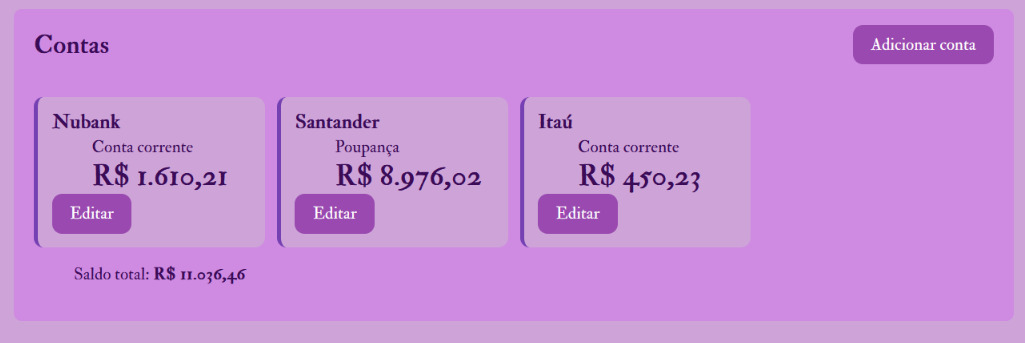 Contas
Adicionar conta
Nubank
Conta corrente
R$ 1.610,21
Editar
Santander
Poupança
R$ 8.976,02
Editar
Itaú
Conta corrente
R$ 450,23
Editar
Saldo total: R$ 11.036,46